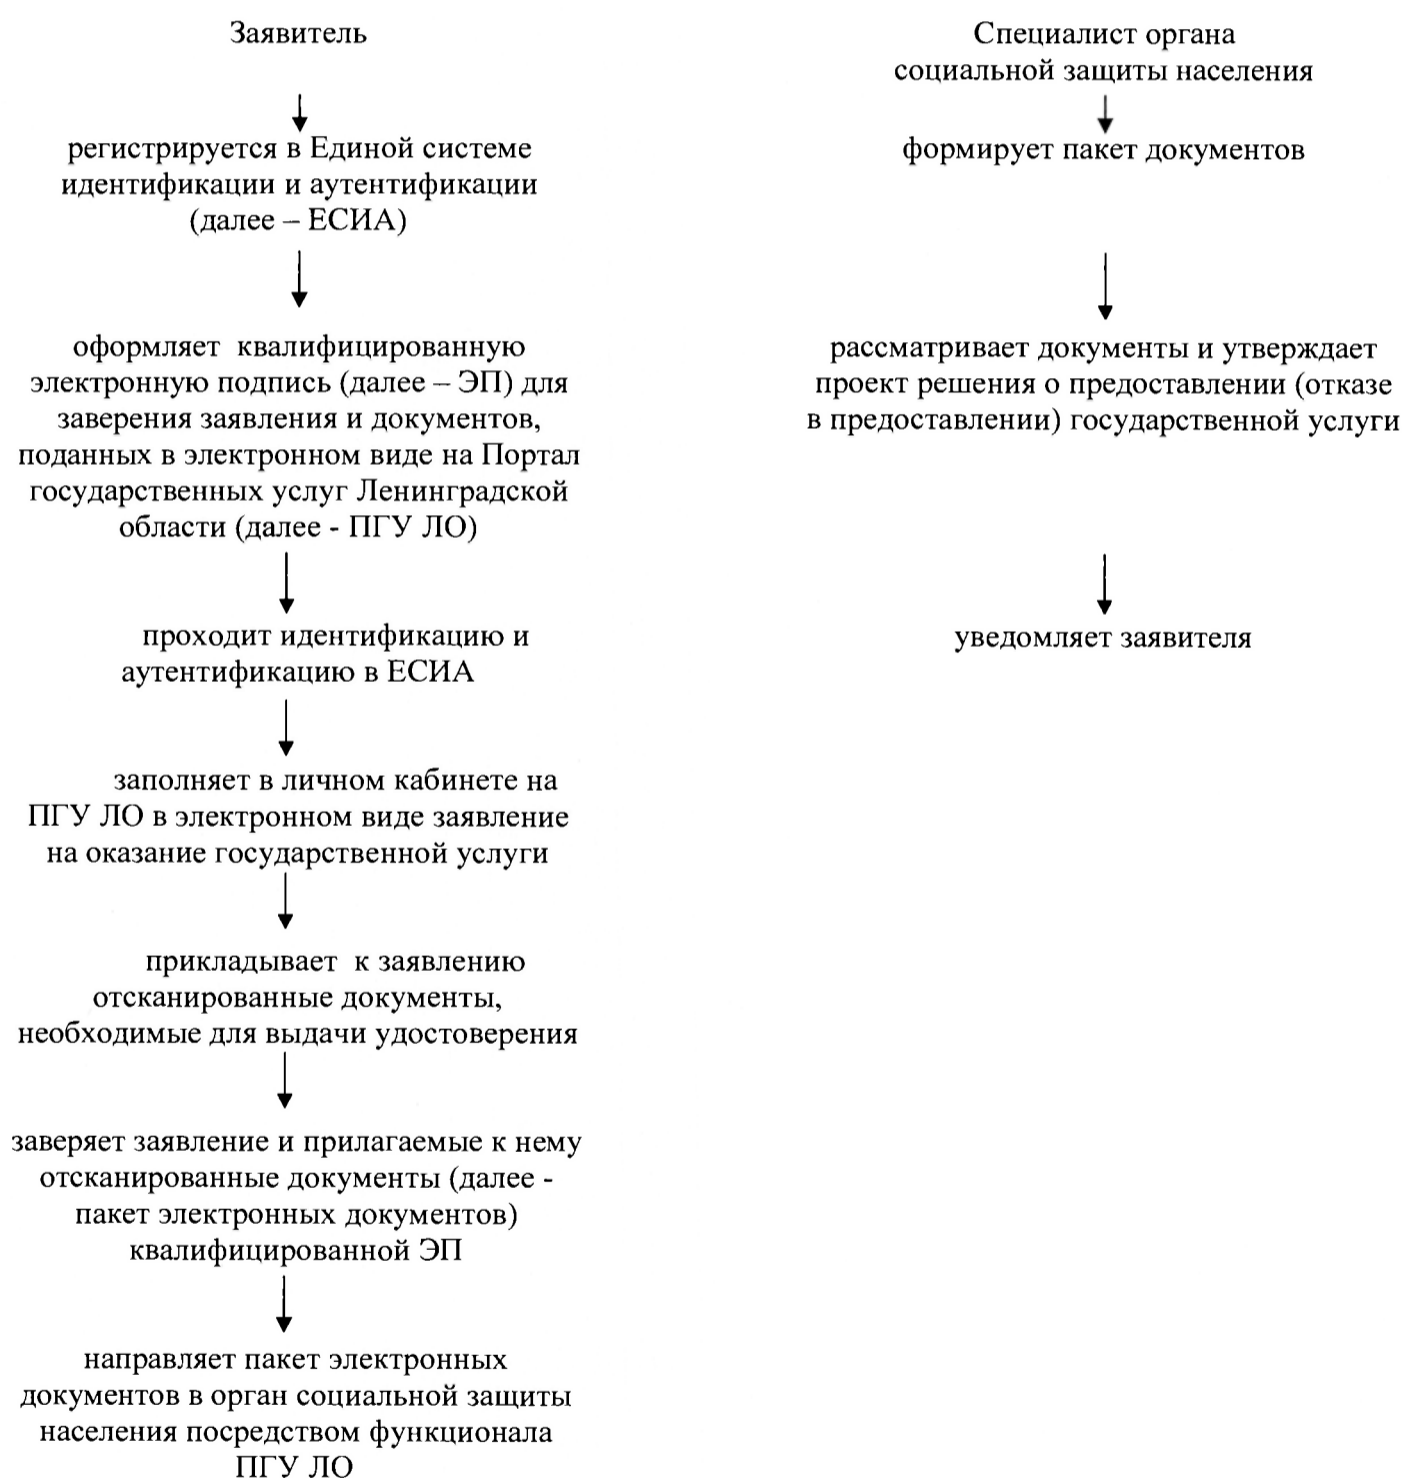 Заявитель
регистрируется в Единой системе
идентификации и аутентификации
(далее – ЕСИА)
оформляет квалифицированную
электронную подпись (далее – ЭП) для
заверения заявления и документов,
поданных в электронном виде на Портал
государственных услуг Ленинградской
области (далее - ПГУ ЛО)
проходит идентификацию и
аутентификацию в ЕСИА
заполняет в личном кабинете на
ПГУ ЛО в электронном виде заявление
на оказание государственной услуги
прикладывает к заявлению
отсканированные документы,
необходимые для выдачи удостоверения
заверяет заявление и прилагаемые к нему
отсканированные документы (далее -
пакет электронных документов)
квалифицированной ЭП
направляет пакет электронных
документов в орган социальной защиты
населения посредством функционала
ПГУ ЛО
Специалист органа
социальной защиты населения
формирует пакет документов
рассматривает документы и утверждает
проект решения о предоставлении (отказе
в предоставлении) государственной услуги
уведомляет заявителя